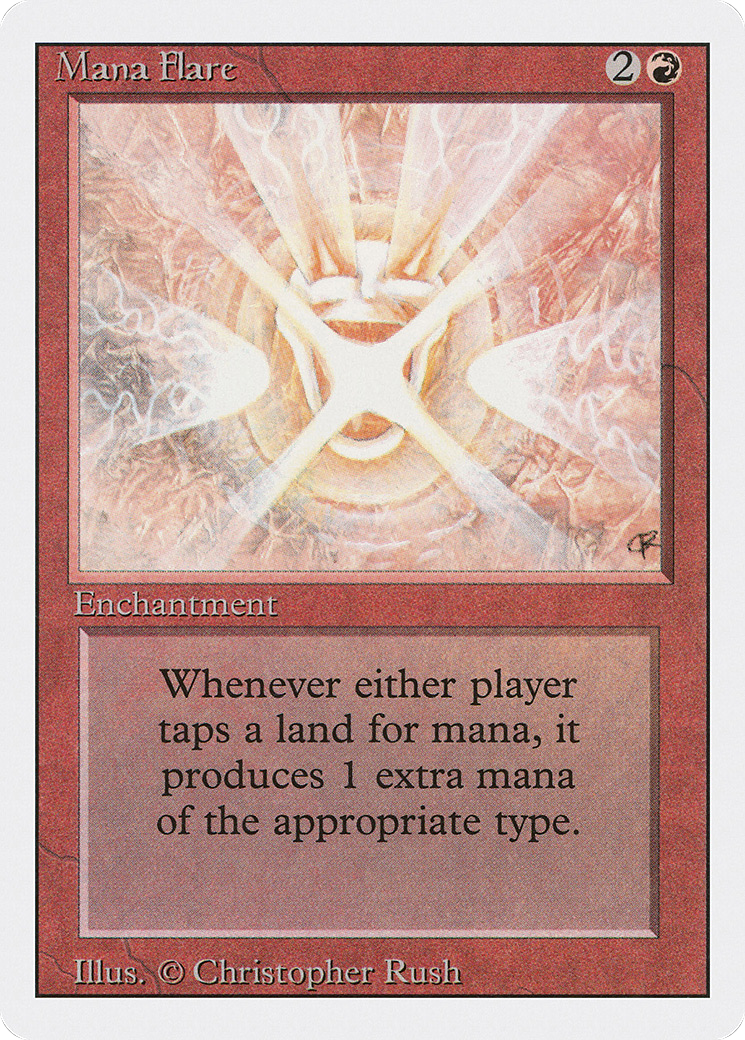 Mana Flare 2
Enchantment
Whenever either player
taps a land for mana, it
produces 1 extra mana
of the appropriate type.
Illus. © Christopher Rush